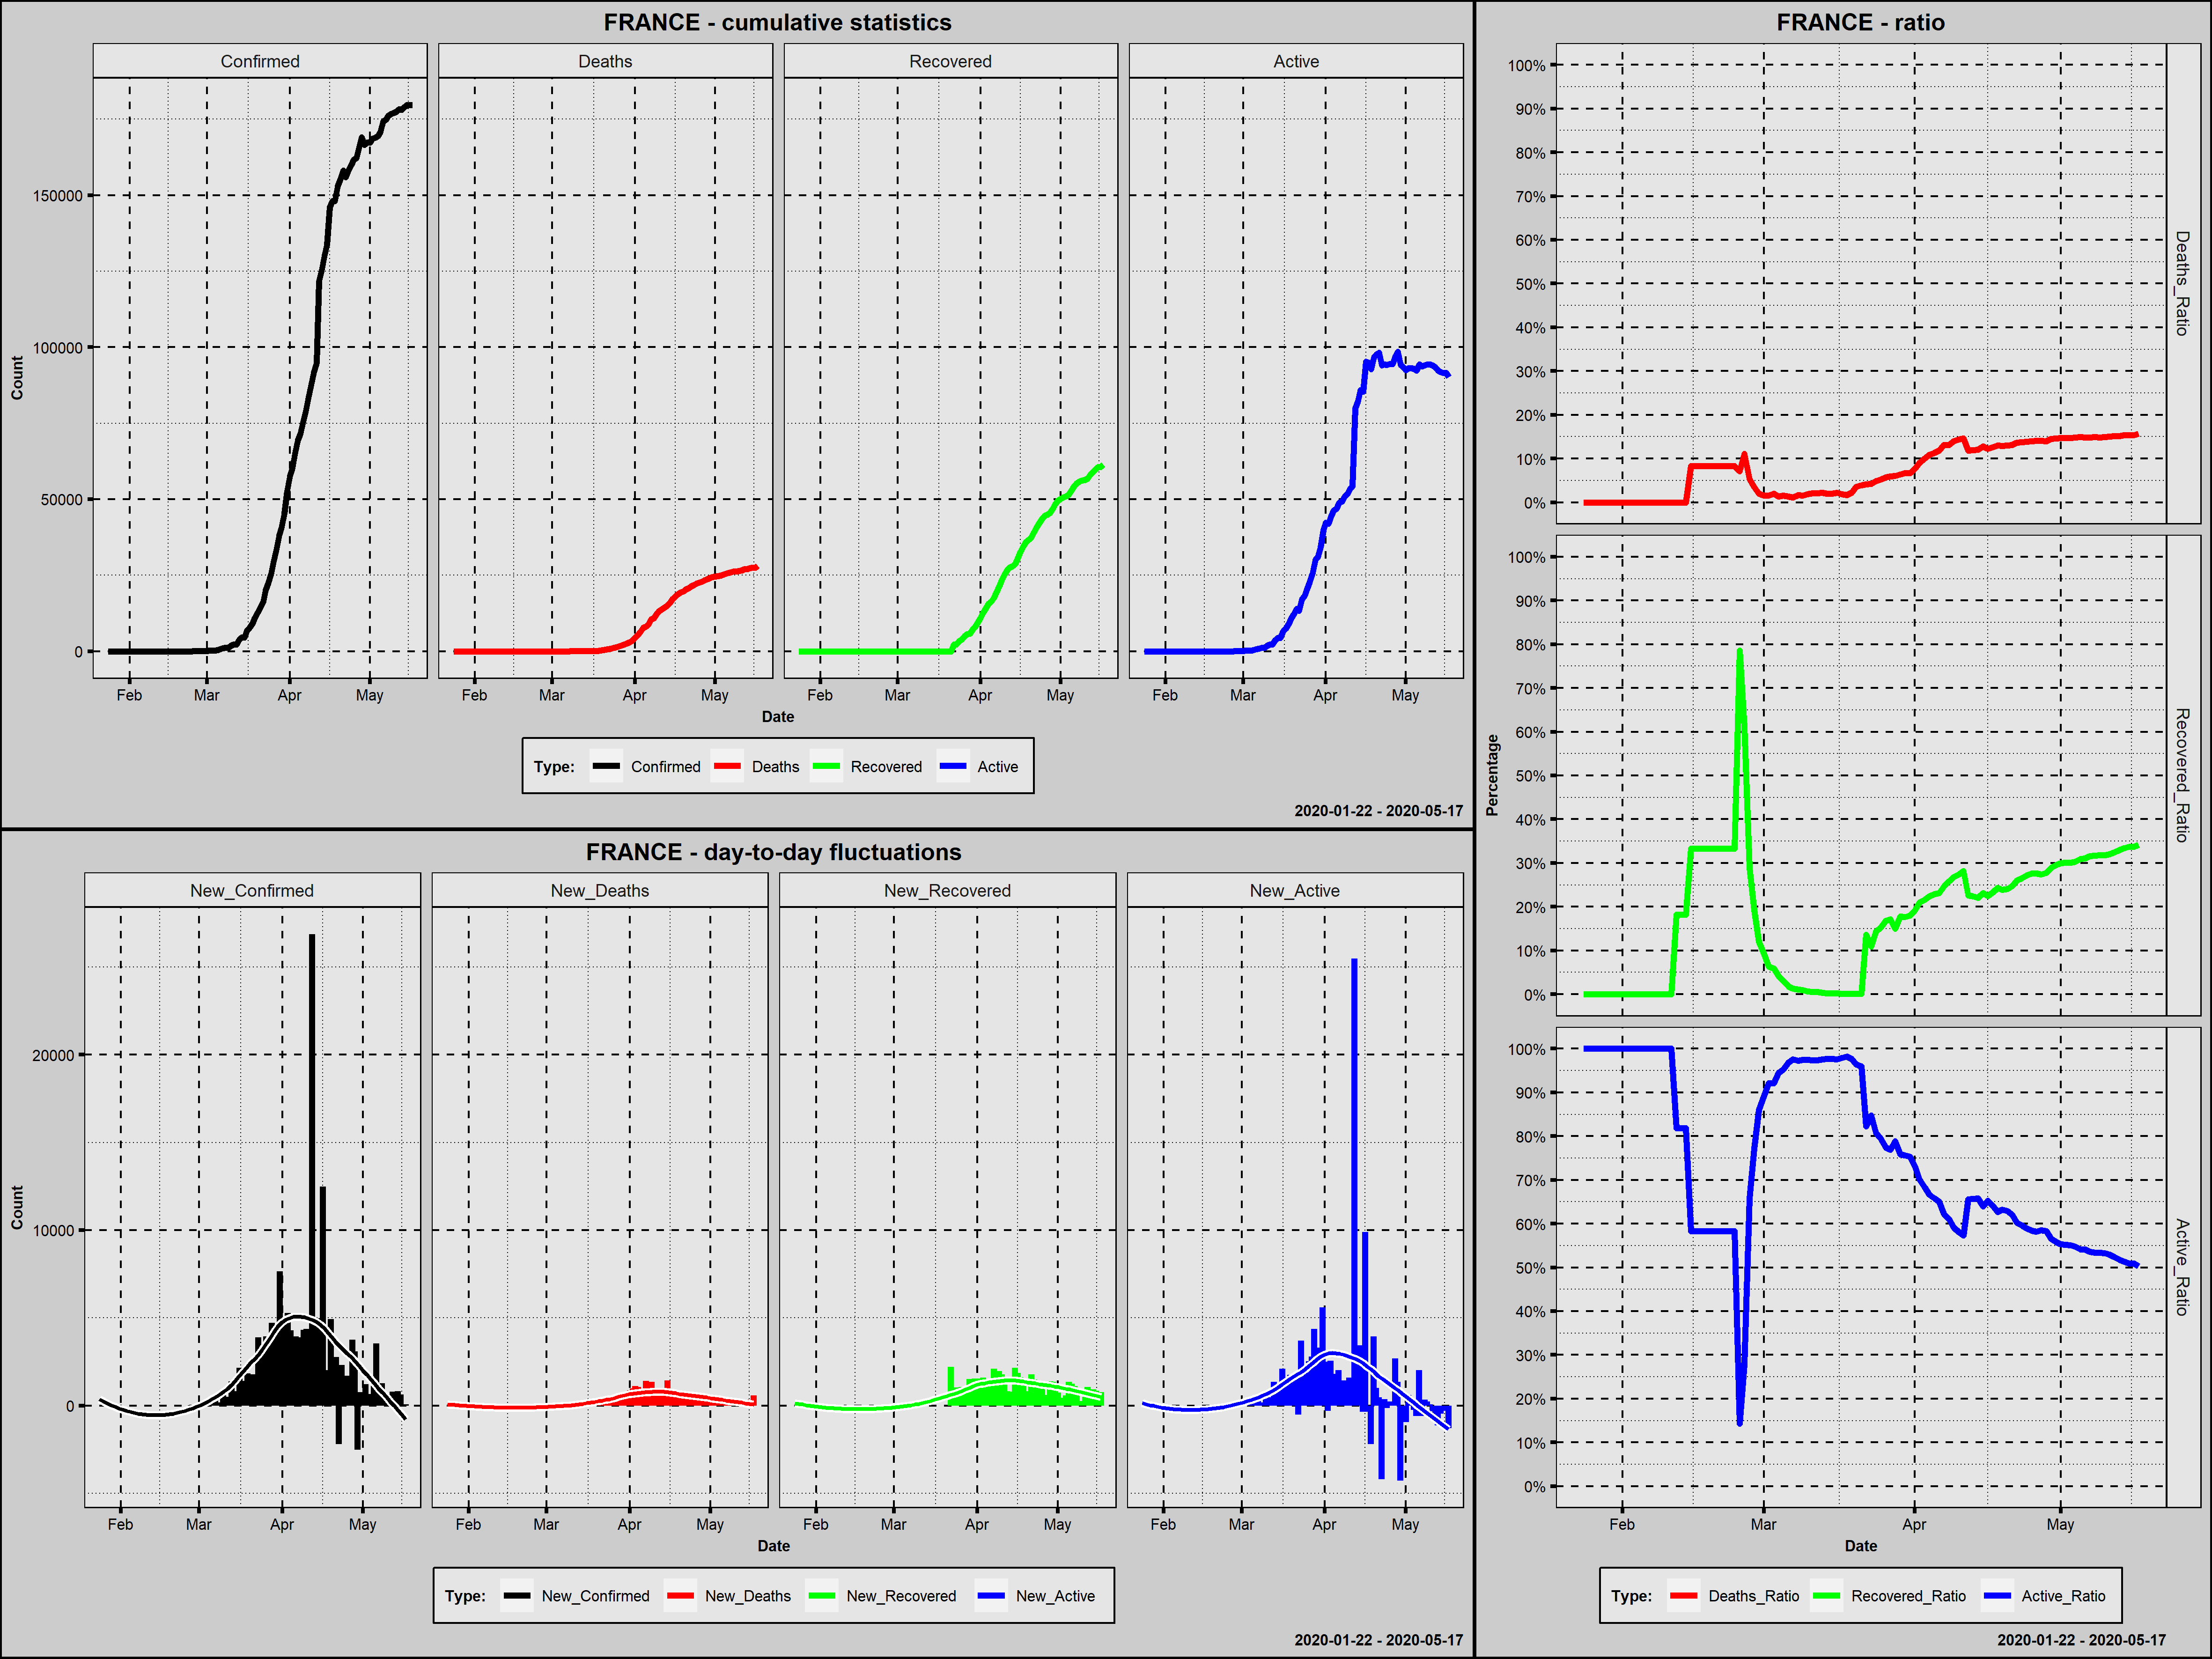 FRANCE - cumulative statistics
Confirmed Deaths Recovered Active
150000
100000
50000
0
Count
Feb Mar Apr May Feb Mar Apr May Feb Mar Apr May Feb Mar Apr May
Date
Type: Confirmed Deaths Recovered Active
2020-01-22 - 2020-05-17
FRANCE - day-to-day fluctuations
New_Confirmed New_Deaths New_Recovered New_Active
20000
10000
0
Count
Feb Mar Apr May Feb Mar Apr May Feb Mar Apr May Feb Mar Apr May
Date
Type: New_Confirmed New_Deaths New_Recovered New_Active
2020-01-22 - 2020-05-17
FRANCE - ratio
100%
90%
80%
70%
60%
50%
40%
30%
20%
10%
0%
Deaths_Ratio
100%
90%
80%
70%
60%
50%
40%
30%
20%
10%
0%
Recovered_Ratio
Percentage
100%
90%
80%
70%
60%
50%
40%
30%
20%
10%
0%
Active_Ratio
Feb Mar Apr May
Date
Type: Deaths_Ratio Recovered_Ratio Active_Ratio
2020-01-22 - 2020-05-17